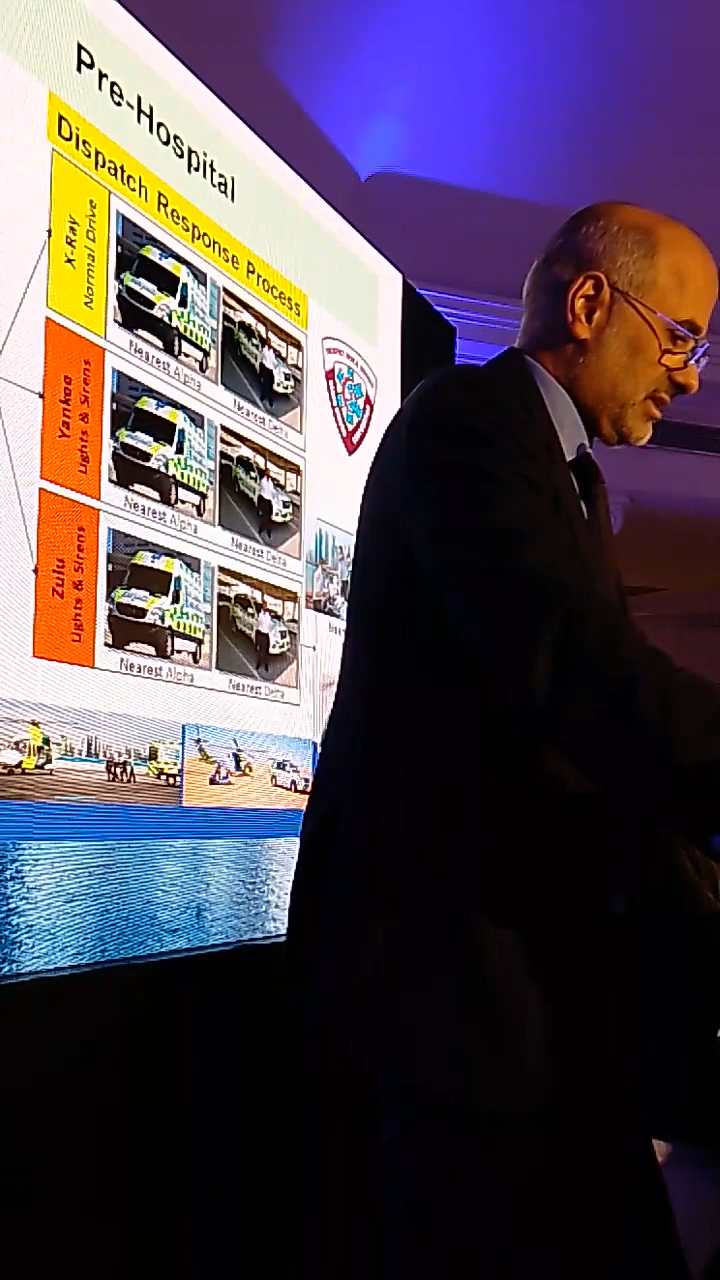 Pre-Hospital
Dispatch Response Process
X-Ray
Normal Drive
Nearest Alpha
Nearest Delta
Yankee
Lights & Sirens
Nearest Alpha
Nearest Delta
Zulu
Lights & Sirens
Nearest Alpha
Nearest Delta